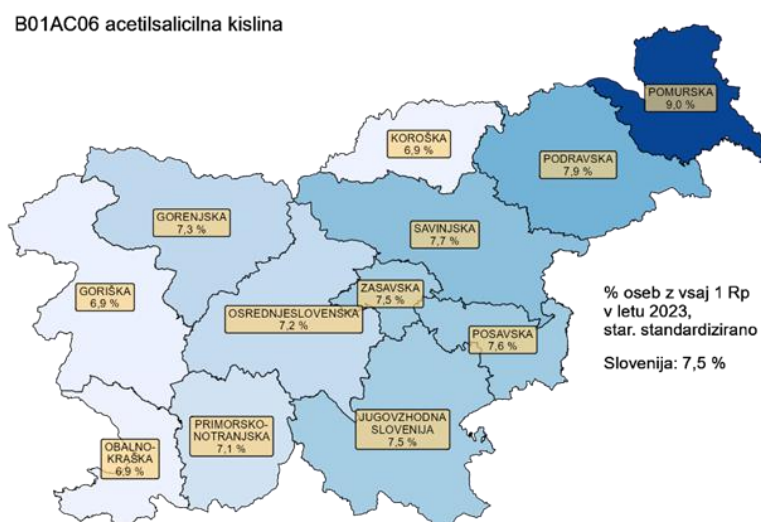 B01AC06 acetilsalicilna kislina
POMURSKA
9,0 %
KOROŠKA
6,9 %
PODRAVSKA
7,9 %
GORENJSKA
7,3 %
SAVINJSKA
7,7 %
GORIŠKA
6,9 %
ZASAVSKA
7,5 %
OSREDNJESLOVENSKA
7,2 %
POSAVSKA
7,6 %
% oseb z vsaj 1 Rp
v letu 2023,
star. standardizirano
Slovenija: 7,5 %
PRIMORSKO-
NOTRANJSKA
7,1 %
JUGOVZHODNA
SLOVENIJA
7,5 %
OBALNO-
KRAŠKA
6,9 %